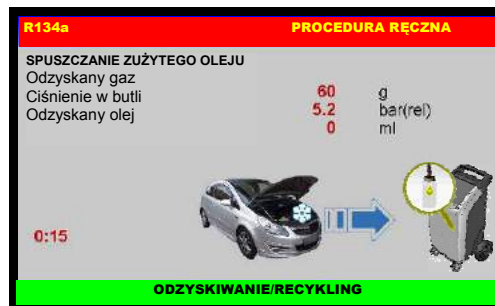 R134a PROCEDURA RĘCZNA
SPUSZCZANIE ZUŻYTEGO OLEJU
Odzyskany gaz 60 g
Ciśnienie w butli 5.2 bar(rel)
Odzyskany olej 0 ml
0:15
ODZYSKIWANIE/RECYKLING